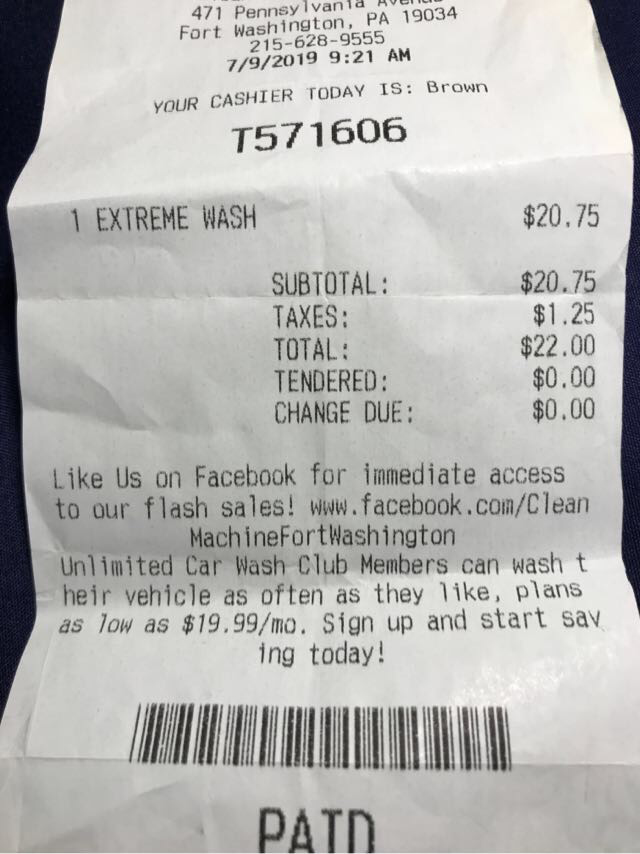 471 Pennsylvania Avenue
Fort Washington, PA 19034
215-628-9555
7/9/2019 9:21 AM
YOUR CASHIER TODAY IS: Brown
T571606
1 EXTREME WASH $20.75
SUBTOTAL: $20.75
TAXES: $1.25
TOTAL: $22.00
TENDERED: $0.00
CHANGE DUE: $0.00
Like Us on Facebook for immediate access
to our flash sales! www.facebook.com/Clean
MachineFortWashington
Unlimited Car Wash Club Members can wash t
heir vehicle as often as they like, plans
as low as $19.99/mo. Sign up and start sav
ing today!
PAID